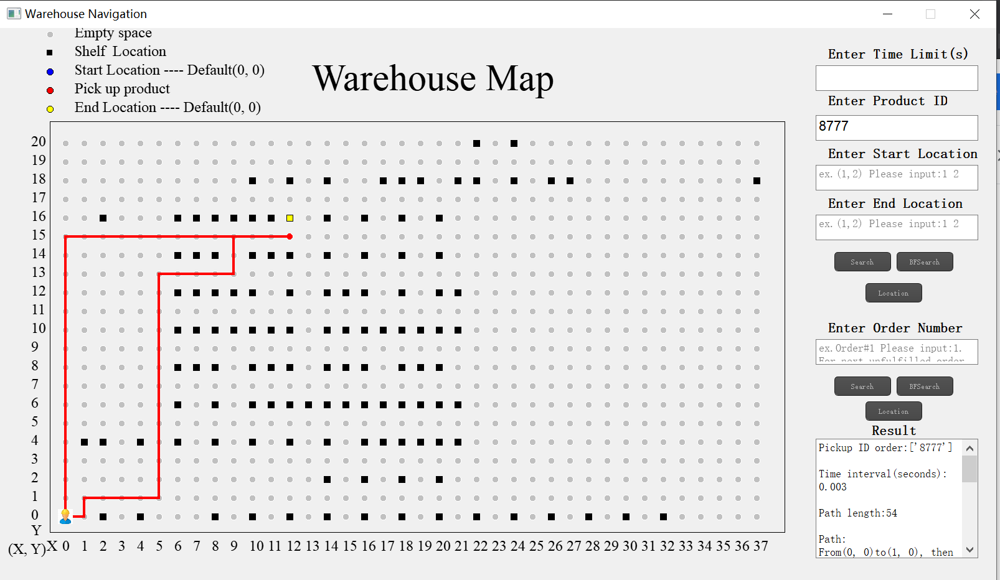 Warehouse Navigation
Empty space
Shelf Location
Start Location ---- Default(0, 0)
Pick up product
End Location ---- Default(0, 0)
Warehouse Map
20
19
18
17
16
15
14
13
12
11
10
9
8
7
6
5
4
3
2
1
0
Y
(X, Y) X 0 1 2 3 4 5 6 7 8 9 10 11 12 13 14 15 16 17 18 19 20 21 22 23 24 25 26 27 28 29 30 31 32 33 34 35 36 37
Enter Time Limit(s)
Enter Product ID
8777
Enter Start Location
ex.(1,2) Please input:1 2
Enter End Location
ex.(1,2) Please input:1 2
Search BFSearch
Location
Enter Order Number
ex.Order#1 Please input:1.
For next unfulfilled order
Search BFSearch
Location
Result
Pickup ID order:['8777']
Time interval(seconds):
0.003
Path length:54
Path:
From(0, 0)to(1, 0), then